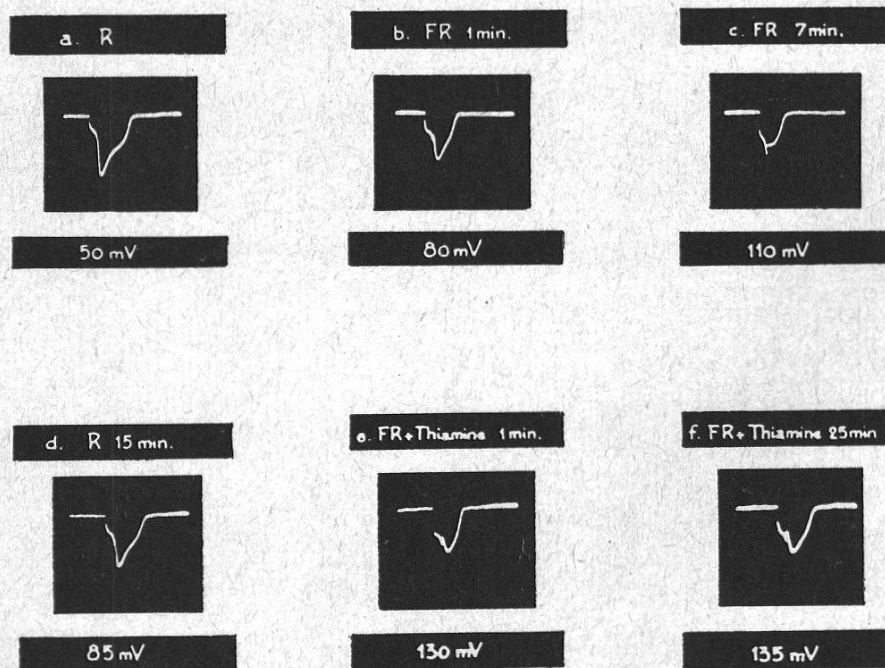 a. R
b. FR 1 min.
c. FR 7 min.
50 mV
80 mV
110 mV
d. R 15 min.
e. FR+Thiamine 1 min.
f. FR+Thiamine 25 min
85 mV
130 mV
135 mV